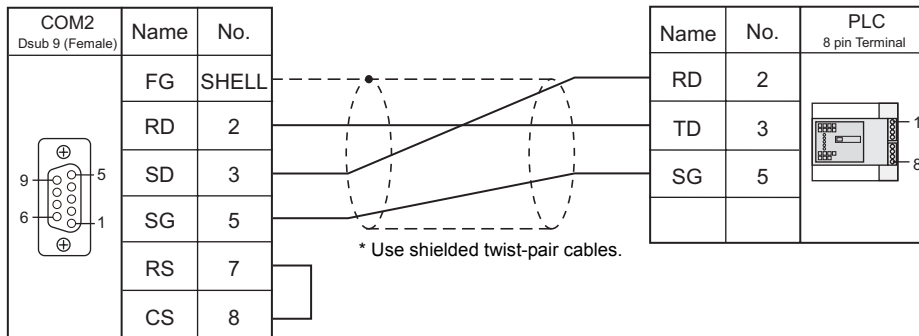 COM2
Dsub 9 (Female)
Name
No.
FG
SHELL
RD
2
SD
3
SG
5
RS
7
CS
8
9
5
6
1
* Use shielded twist-pair cables.
Name
No.
PLC
8 pin Terminal
RD
2
TD
3
SG
5
1
8